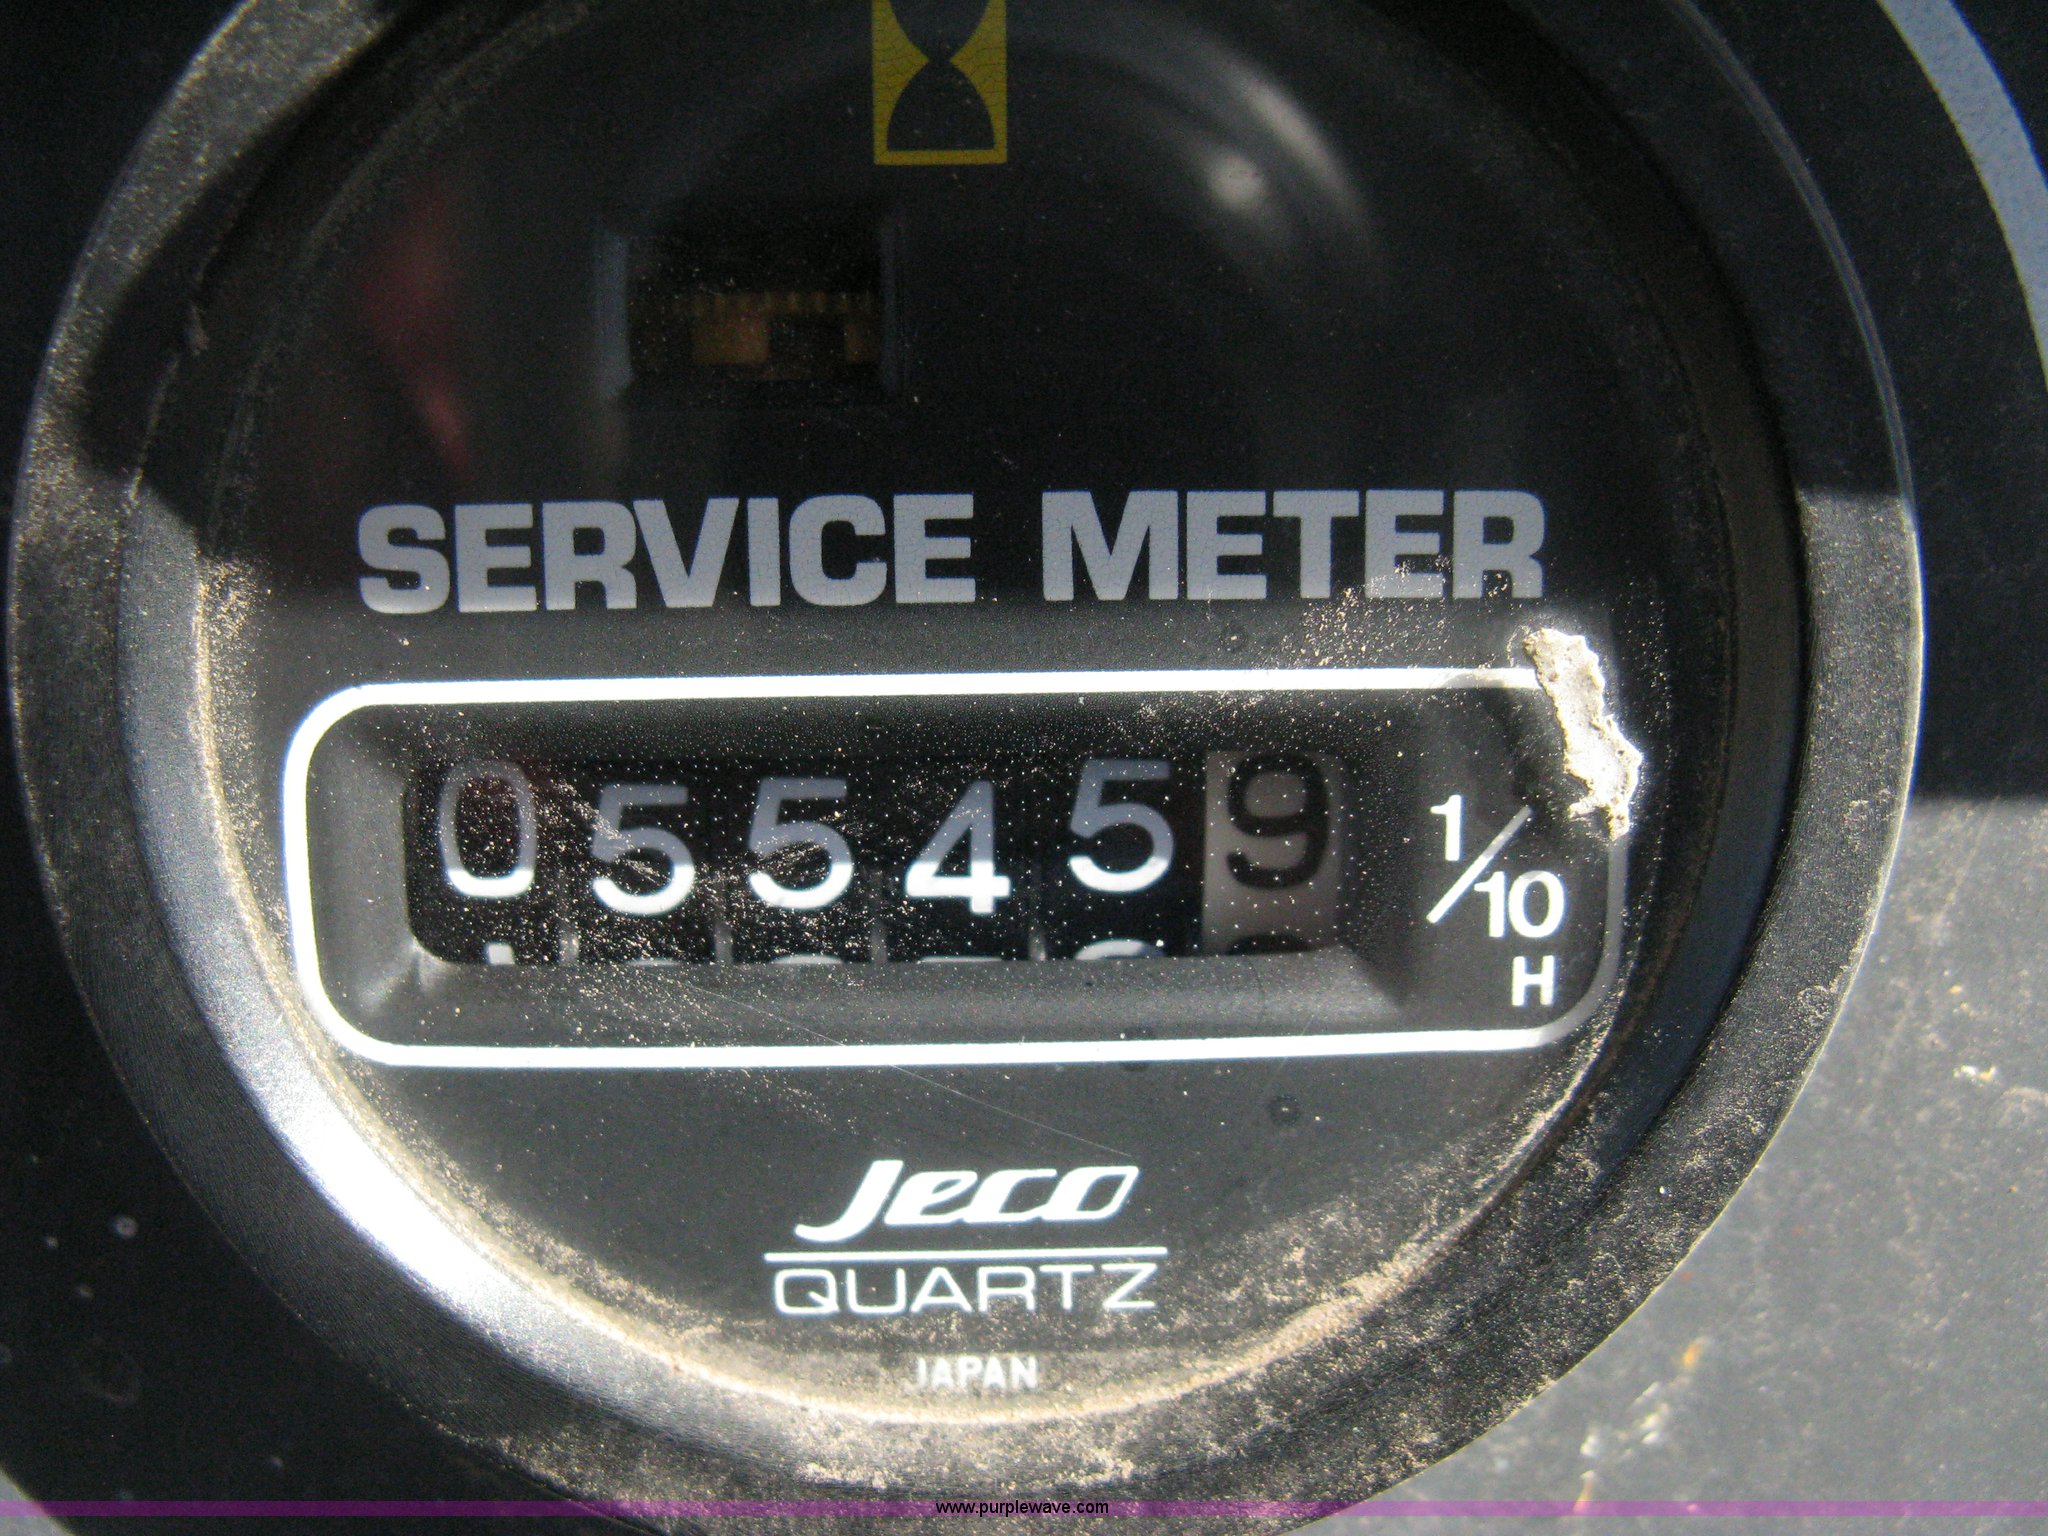 SERVICE METER
055459
1/10
H
Jeco
QUARTZ
JAPAN
www.purplewave.com